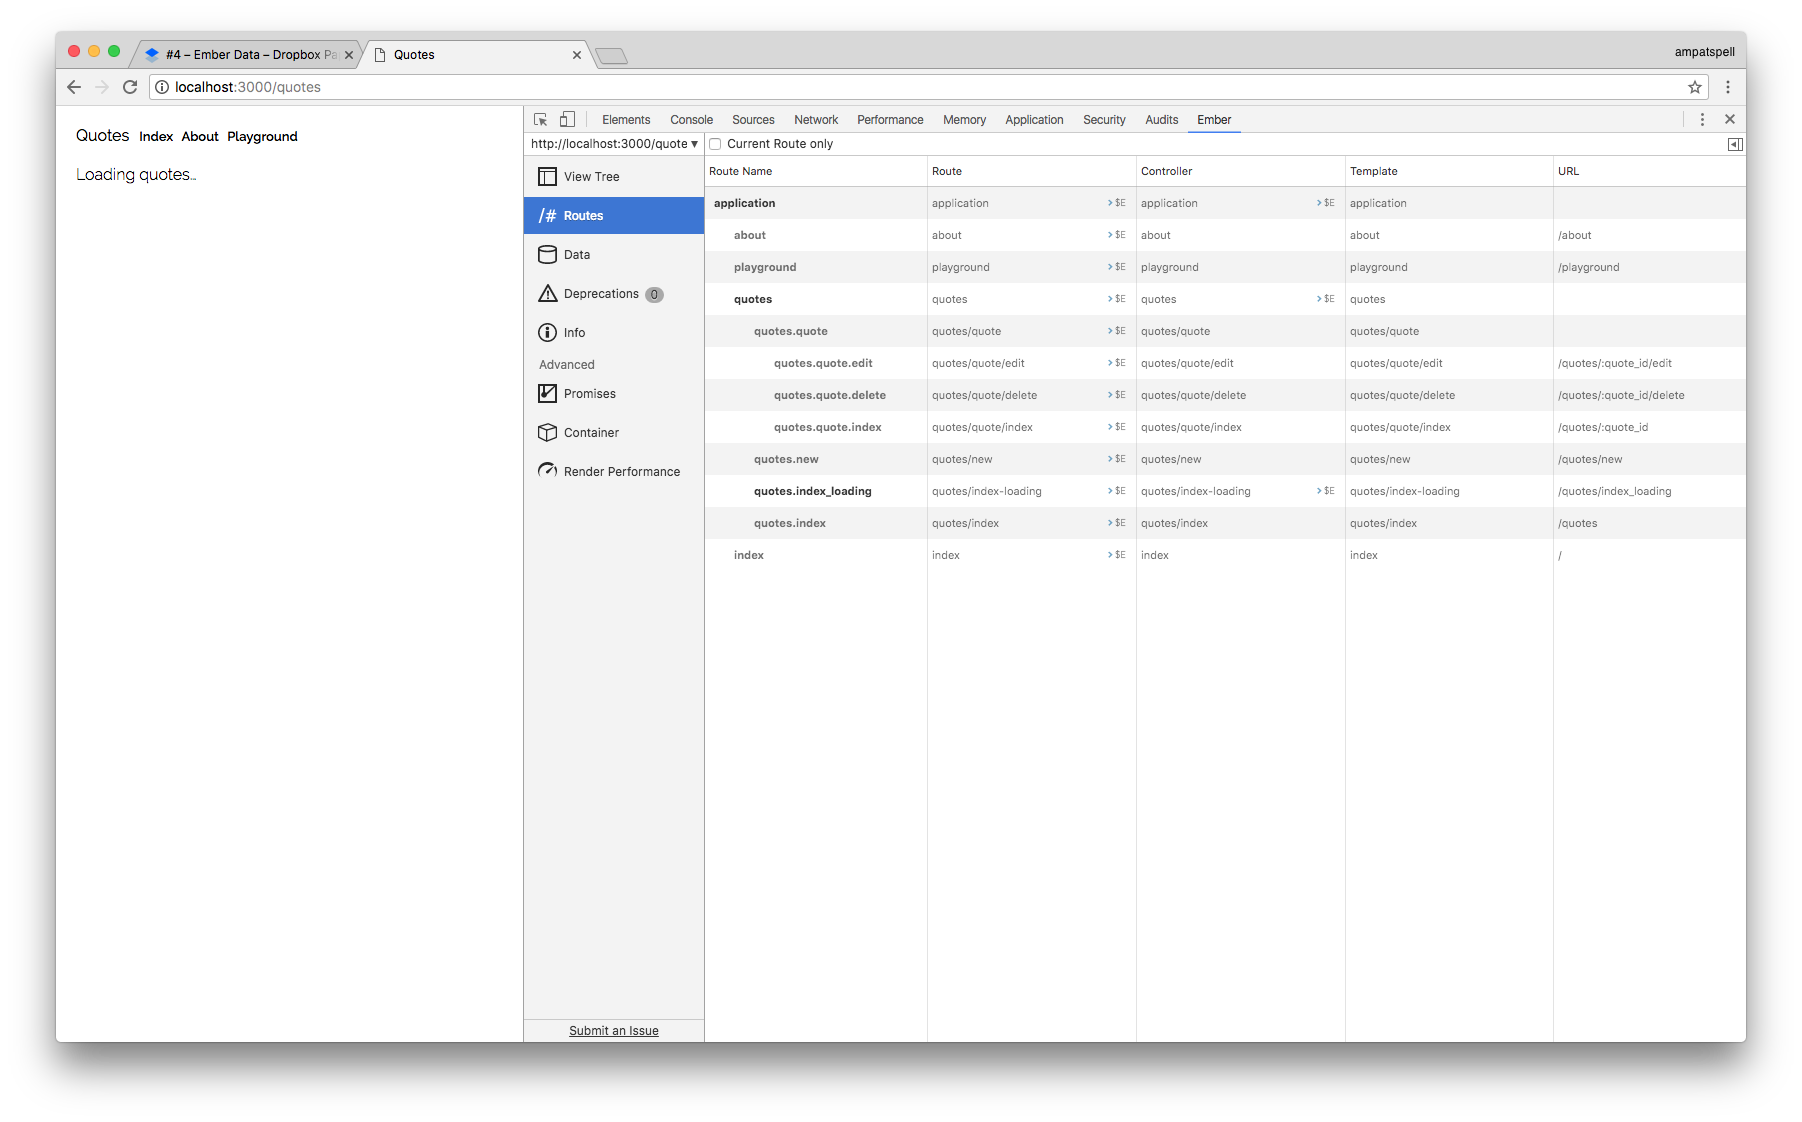 #4 – Ember Data – Dropbox Pa
Quotes
ampatspell
localhost:3000/quotes
Quotes Index About Playground
Loading quotes...
Elements Console Sources Network Performance Memory Application Security Audits Ember
http://localhost:3000/quote ▼
Current Route only
View Tree
/# Routes
Data
Deprecations 0
Info
Advanced
Promises
Container
Render Performance
Submit an Issue
Route Name Route Controller Template URL
application application >$E application >$E application
about about >$E about about /about
playground playground >$E playground playground /playground
quotes quotes >$E quotes >$E quotes
quotes.quote quotes/quote >$E quotes/quote quotes/quote
quotes.quote.edit quotes/quote/edit >$E quotes/quote/edit quotes/quote/edit /quotes/:quote_id/edit
quotes.quote.delete quotes/quote/delete >$E quotes/quote/delete quotes/quote/delete /quotes/:quote_id/delete
quotes.quote.index quotes/quote/index >$E quotes/quote/index quotes/quote/index /quotes/:quote_id
quotes.new quotes/new >$E quotes/new quotes/new /quotes/new
quotes.index_loading quotes/index-loading >$E quotes/index-loading >$E quotes/index-loading /quotes/index_loading
quotes.index quotes/index >$E quotes/index quotes/index /quotes
index index >$E index index /